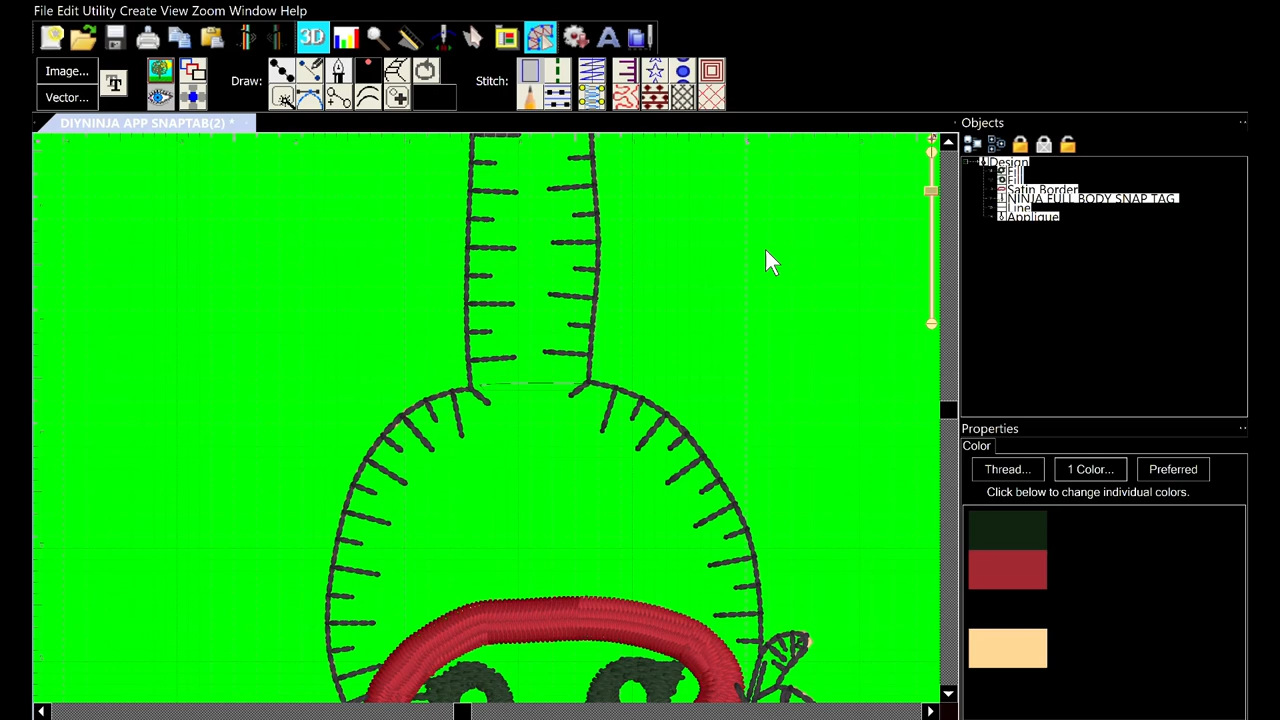 File Edit Utility Create View Zoom Window Help
3D
Image...
Vector...
Draw:
Stitch:
DIYNINJA APP SNAPTAB(2) *
Objects
Design
Fill
Fill
Satin Border
NINJA FULL BODY SNAP TAG
Line
Applique
Properties
Color
Thread...
1 Color...
Preferred
Click below to change individual colors.